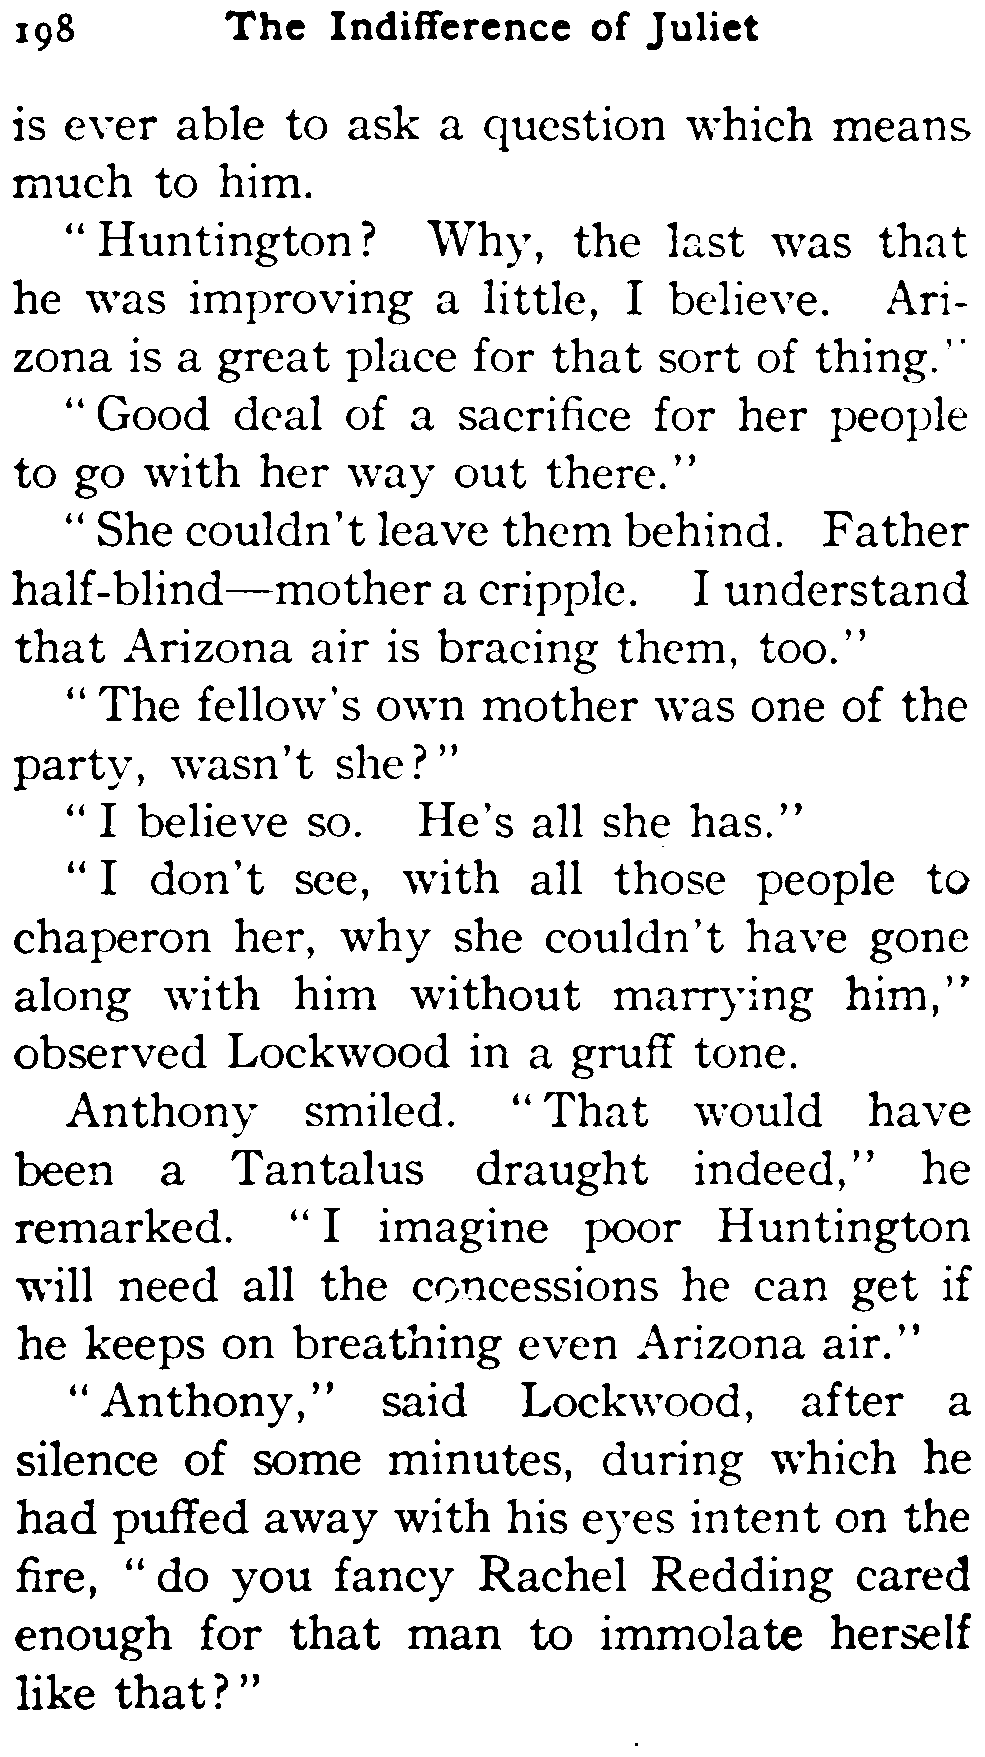 198 The Indifference of Juliet
is ever able to ask a question which means
much to him.
“Huntington? Why, the last was that
he was improving a little, I believe. Ari-
zona is a great place for that sort of thing.”
“Good deal of a sacrifice for her people
to go with her way out there.”
“She couldn't leave them behind. Father
half-blind—mother a cripple. I understand
that Arizona air is bracing them, too.”
“The fellow's own mother was one of the
party, wasn't she?”
“I believe so. He's all she has.”
“I don't see, with all those people to
chaperon her, why she couldn't have gone
along with him without marrying him,”
observed Lockwood in a gruff tone.
Anthony smiled. “That would have
been a Tantalus draught indeed,” he
remarked. “I imagine poor Huntington
will need all the concessions he can get if
he keeps on breathing even Arizona air.”
“Anthony,” said Lockwood, after a
silence of some minutes, during which he
had puffed away with his eyes intent on the
fire, “do you fancy Rachel Redding cared
enough for that man to immolate herself
like that?”